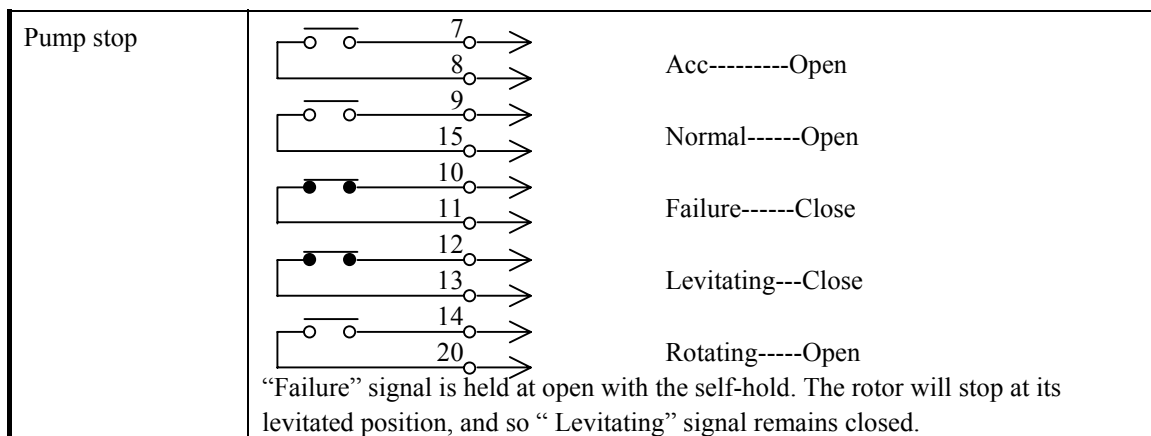 Pump stop
7
8
Acc---------Open
9
15
Normal------Open
10
11
Failure------Close
12
13
Levitating---Close
14
20
Rotating-----Open
“Failure” signal is held at open with the self-hold. The rotor will stop at its
levitated position, and so “ Levitating” signal remains closed.